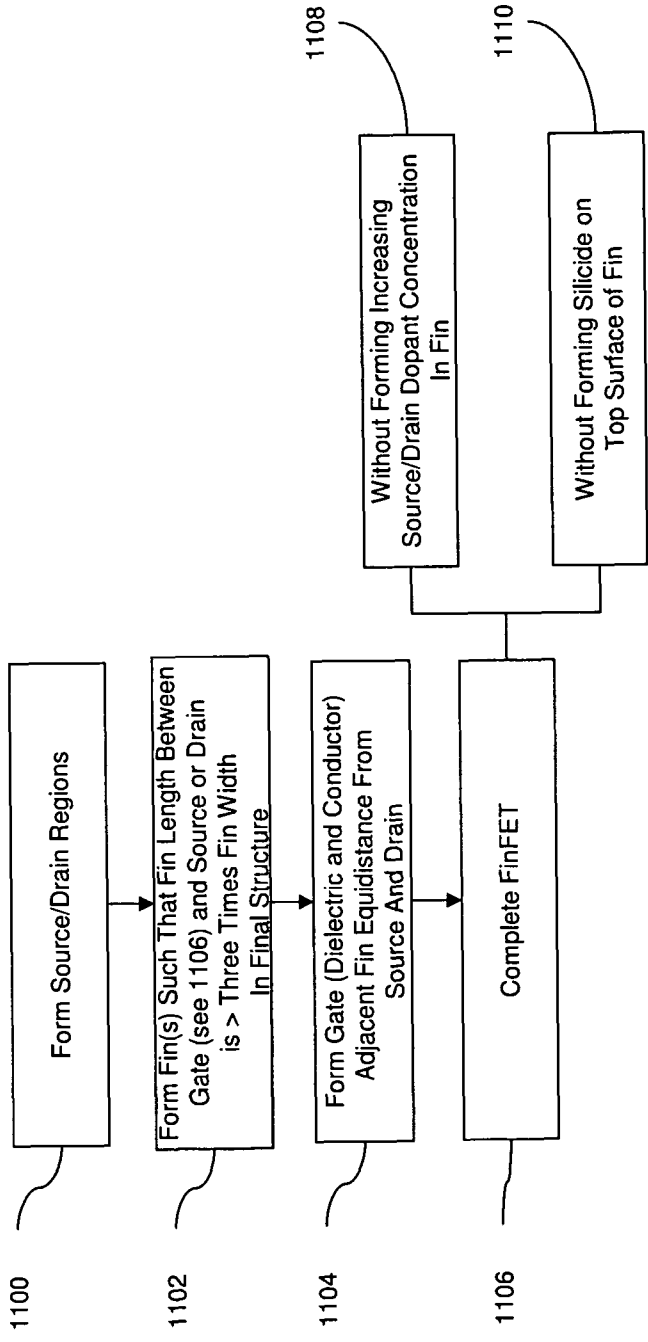 1100
Form Source/Drain Regions
1102
Form Fin(s) Such That Fin Length Between
Gate (see 1106) and Source or Drain
is > Three Times Fin Width
In Final Structure
1104
Form Gate (Dielectric and Conductor)
Adjacent Fin Equidistance From
Source And Drain
1106
Complete FinFET
Without Forming Increasing
Source/Drain Dopant Concentration
In Fin
1108
Without Forming Silicide on
Top Surface of Fin
1110